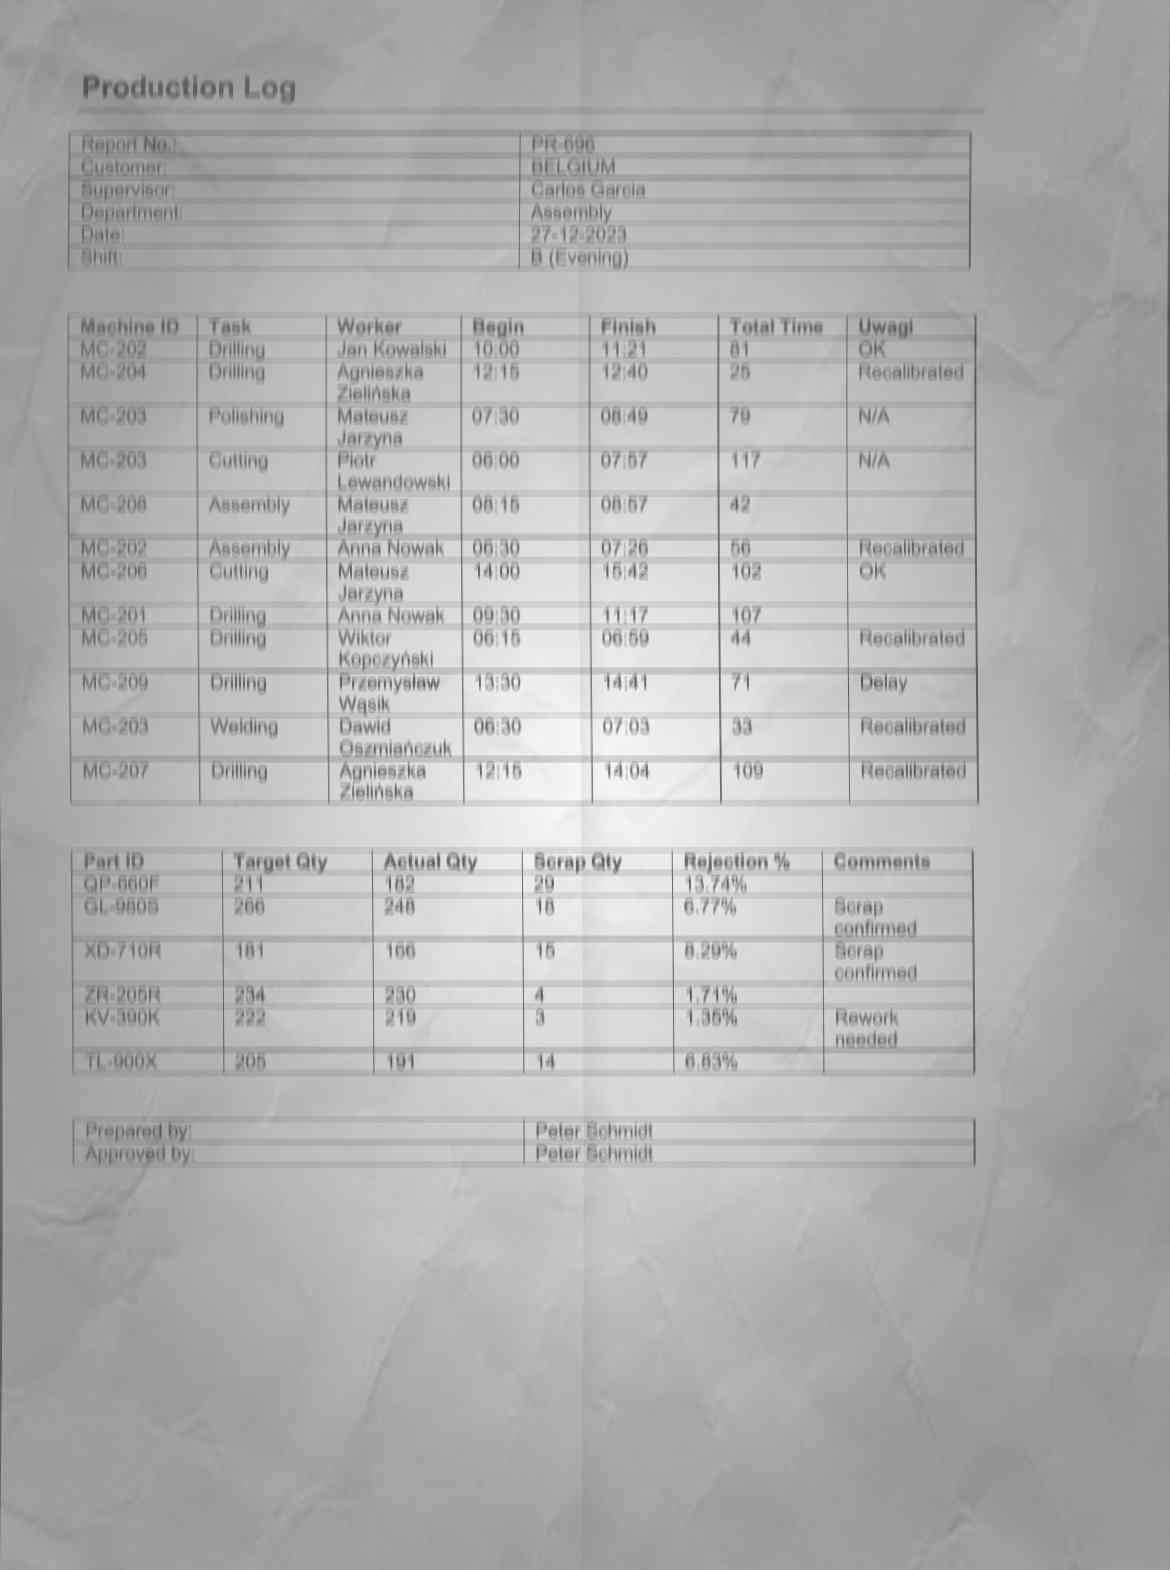 Production Log
Report No.: PR-696
Customer: BELGIUM
Supervisor: Carlos Garcia
Department: Assembly
Date: 27-12-2023
Shift: B (Evening)
Machine ID Task Worker Begin Finish Total Time Uwagi
MC-202 Drilling Jan Kowalski 10:00 11:21 81 OK
MC-204 Drilling Agnieszka 12:15 12:40 25 Recalibrated
Zielińska
MC-203 Polishing Mateusz 07:30 08:49 79 N/A
Jarzyna
MC-203 Cutting Piotr 06:00 07:57 117 N/A
Lewandowski
MC-208 Assembly Mateusz 08:15 08:57 42
Jarzyna
MC-202 Assembly Anna Nowak 06:30 07:26 56 Recalibrated
MC-206 Cutting Mateusz 14:00 15:42 102 OK
Jarzyna
MC-201 Drilling Anna Nowak 09:30 11:17 107
MC-205 Drilling Wiktor 06:15 06:59 44 Recalibrated
Kopczyński
MC-209 Drilling Przemysław 13:30 14:41 71 Delay
Wąsik
MC-203 Welding Dawid 06:30 07:03 33 Recalibrated
Oszmiańczuk
MC-207 Drilling Agnieszka 12:15 14:04 109 Recalibrated
Zielińska
Part ID Target Qty Actual Qty Scrap Qty Rejection % Comments
QP-660F 211 182 29 13.74%
GL-980S 266 248 18 6.77% Scrap
confirmed
XD-710R 181 166 15 8.29% Scrap
confirmed
ZR-205R 234 230 4 1.71%
KV-390K 222 219 3 1.35% Rework
needed
TL-900X 205 191 14 6.83%
Prepared by: Peter Schmidt
Approved by: Peter Schmidt